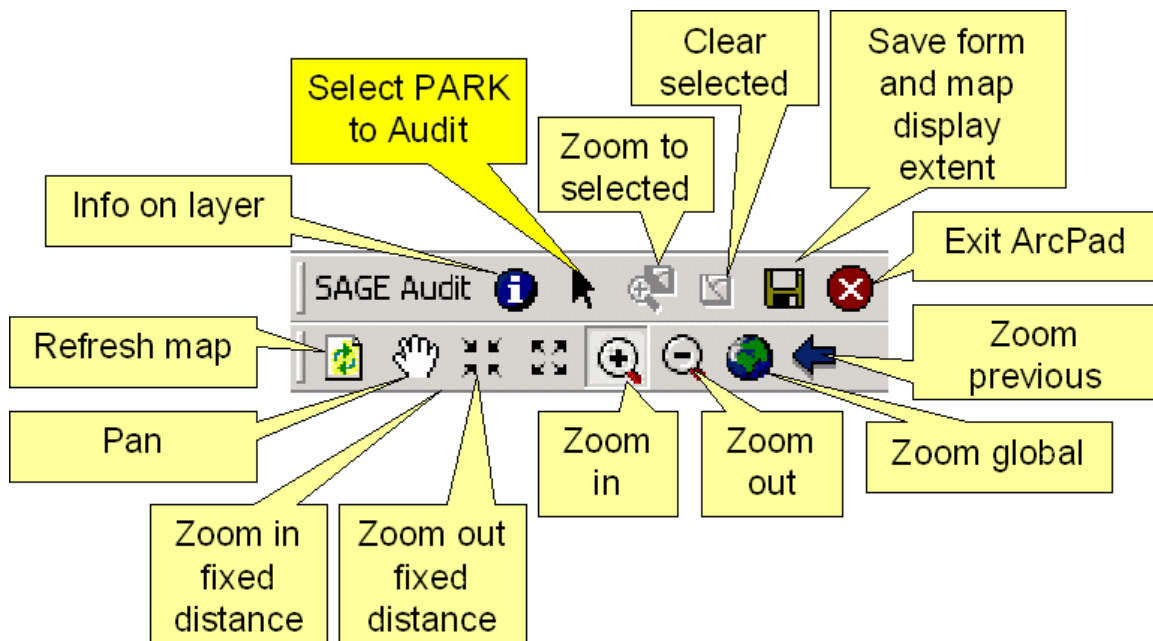 Clear
selected
Save form
and map
display
extent
Select PARK
to Audit
Zoom to
selected
Info on layer
Exit ArcPad
SAGE Audit
Refresh map
Zoom
previous
Pan
Zoom
in
Zoom
out
Zoom global
Zoom in
fixed
distance
Zoom out
fixed
distance